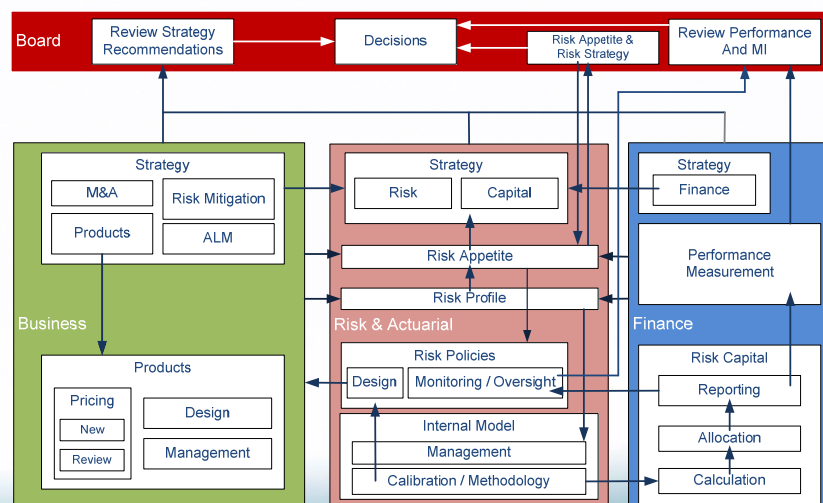 Board
Review Strategy
Recommendations
Decisions
Risk Appetite &
Risk Strategy
Review Performance
And MI
Business
Strategy
M&A
Risk Mitigation
Products
ALM
Products
Pricing
New
Review
Design
Management
Risk & Actuarial
Strategy
Risk
Capital
Risk Appetite
Risk Profile
Risk Policies
Design
Monitoring / Oversight
Internal Model
Management
Calibration / Methodology
Finance
Strategy
Finance
Performance
Measurement
Risk Capital
Reporting
Allocation
Calculation